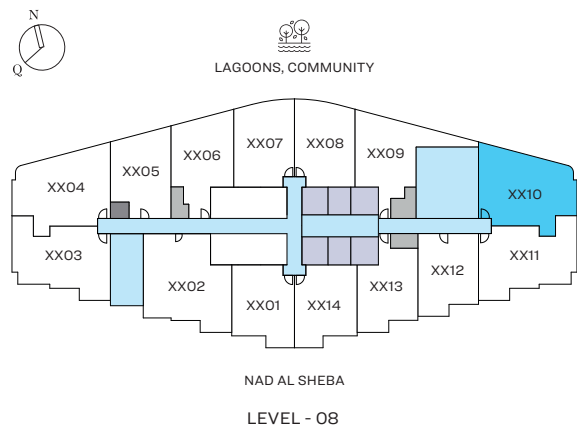 N
Q
LAGOONS, COMMUNITY
XX07
XX08
XX06
XX09
XX05
XX04
XX10
XX03
XX11
XX12
XX02
XX13
XX01
XX14
NAD AL SHEBA
LEVEL - 08